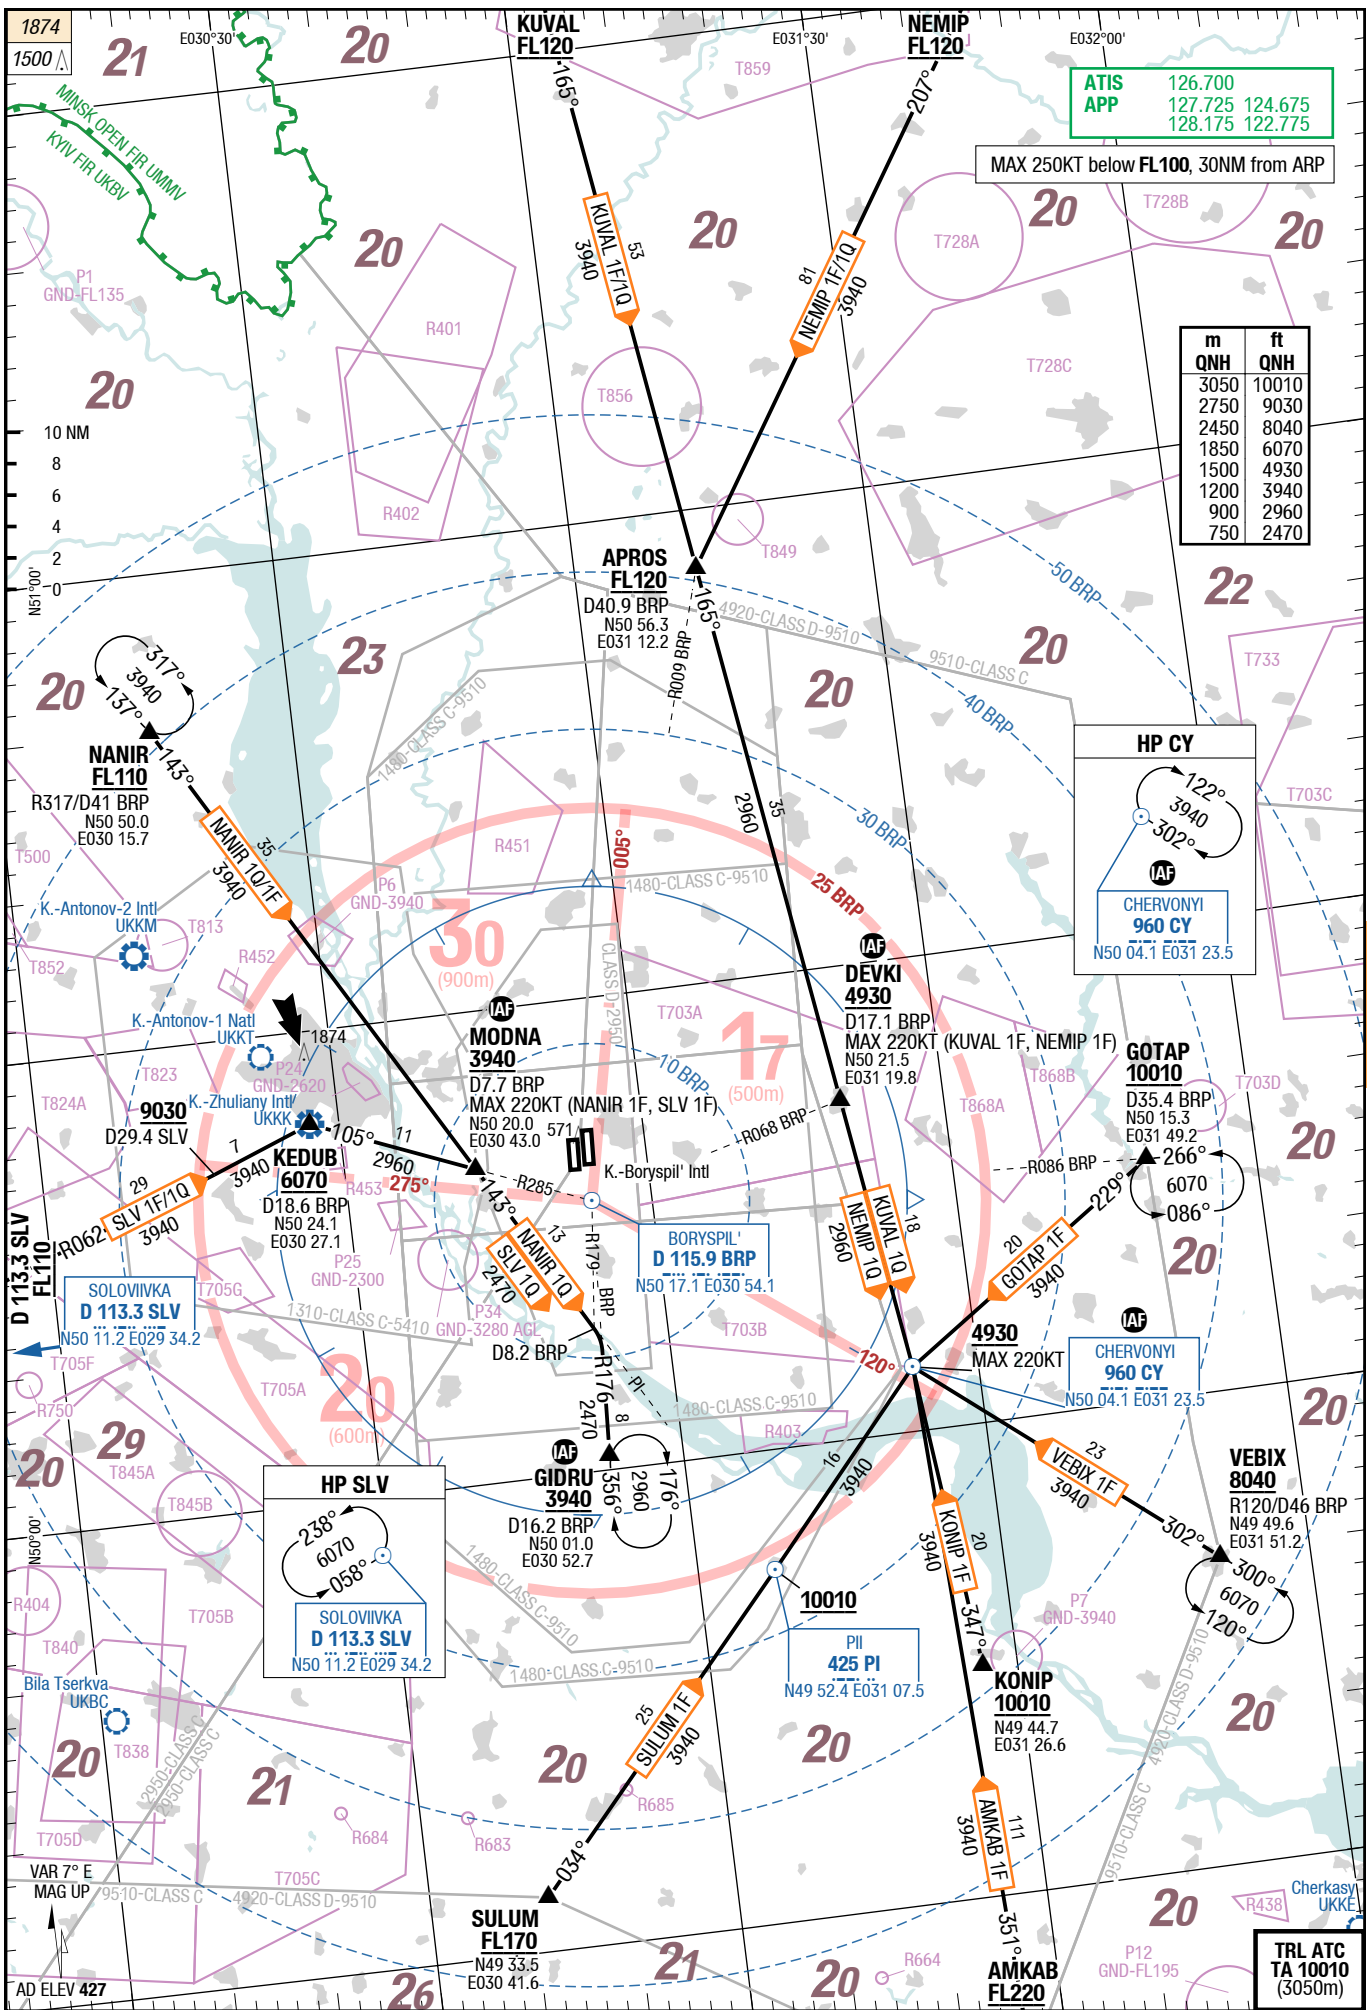 1874
1500
21
E030°30'
20
KUVAL
FL120
E031°30'
NEMIP
FL120
E032°00'
ATIS 126.700
APP 127.725 124.675
128.175 122.775
MAX 250KT below FL100, 30NM from ARP
MINSK OPEN FIR UMMV
KYIV FIR UKBV
T859
165°
207°
T728B
T728A
20
20
20
20
P1
GND-FL135
KUVAL 1F/1Q
53
3940
NEMIP 1F/1Q
81
3940
R401
T856
T728C
m ft
QNH QNH
3050 10010
2750 9030
2450 8040
1850 6070
1500 4930
1200 3940
900 2960
750 2470
20
10 NM
8
6
4
2
0
N51°00'
R402
T849
APROS
FL120
D40.9 BRP
N50 56.3
E031 12.2
165°
R009 BRP
4920-CLASS D-9510
9510-CLASS C
50 BRP
40 BRP
30 BRP
22
20
20
23
20
T733
317°
3940
137°
NANIR
FL110
R317/D41 BRP
N50 50.0
E030 15.7
143°
NANIR 1Q/1F
35
3940
1480-CLASS C-9510
2960
35
HP CY
122°
3940
302°
IAF
CHERVONYI
960 CY
N50 04.1 E031 23.5
T703C
T500
R451
005°
25 BRP
1480-CLASS C-9510
P6
GND-3940
K.-Antonov-2 Intl
UKKM
T813
T852
R452
30
(900m)
CLASS D-2950
IAF
DEVKI
4930
D17.1 BRP
MAX 220KT (KUVAL 1F, NEMIP 1F)
N50 21.5
E031 19.8
T703A
17
(500m)
IAF
MODNA
3940
D7.7 BRP
MAX 220KT (NANIR 1F, SLV 1F)
N50 20.0
E030 43.0
571
10 BRP
K.-Antonov-1 Natl
UKKT
1874
P24
GND-2620
K.-Zhuliany Intl
UKKK
T823
T824A
GOTAP
10010
D35.4 BRP
N50 15.3
E031 49.2
T868B
T868A
T703D
20
R068 BRP
R086 BRP
266°
6070
086°
229°
9030
D29.4 SLV
7
3940
105°
11
2960
KEDUB
6070
D18.6 BRP
N50 24.1
E030 27.1
R453
275°
R285
K.-Boryspil' Intl
29
R062
SLV 1F/1Q
3940
D 113.3 SLV
FL110
143°
13
NANIR 1Q
SLV 1Q
2470
R179 BRP
BORYSPIL'
D 115.9 BRP
N50 17.1 E030 54.1
KUVAL 1Q
NEMIP 1Q
18
2960
20
GOTAP 1F
3940
20
P25
GND-2300
P34
GND-3280 AGL
SOLOVIIVKA
D 113.3 SLV
N50 11.2 E029 34.2
T705G
1310-CLASS C-5410
D8.2 BRP
T703B
4930
MAX 220KT
IAF
CHERVONYI
960 CY
N50 04.1 E031 23.5
T705F
R750
T705A
20
(600m)
PI
R176
8
2470
1480-CLASS C-9510
120°
R403
20
29
20
T845A
T845B
IAF
GIDRU
3940
D16.2 BRP
N50 01.0
E030 52.7
356°
2960
176°
16
3940
23
VEBIX 1F
3940
302°
VEBIX
8040
R120/D46 BRP
N49 49.6
E031 51.2
300°
6070
120°
HP SLV
238°
6070
058°
SOLOVIIVKA
D 113.3 SLV
N50 11.2 E029 34.2
N50°00'
R404
T840
T705B
1480-CLASS C-9510
1480-CLASS C-9510
10010
PII
425 PI
N49 52.4 E031 07.5
KONIP 1F
20
3940
347°
P7
GND-3940
KONIP
10010
N49 44.7
E031 26.6
Bila Tserkva
UKBC
T838
20
2950-CLASS C
2950-CLASS C
21
20
25
SULUM 1F
3940
20
20
4920-CLASS D-9510
9510-CLASS C
R685
R684
R683
T705D
T705C
AMKAB 1F
111
3940
034°
VAR 7° E
MAG UP
9510-CLASS C
4920-CLASS D-9510
SULUM
FL170
N49 33.5
E030 41.6
351°
AMKAB
FL220
20
R438
Cherkasy
UKKE
P12
GND-FL195
21
20
R664
26
AD ELEV 427
TRL ATC
TA 10010
(3050m)